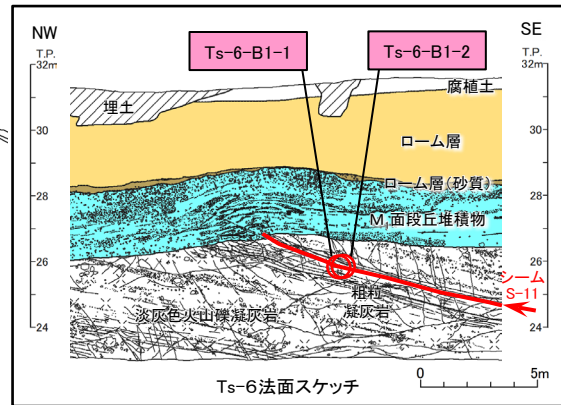 NW
SE
Ts-6-B1-1
Ts-6-B1-2
T.P.
32m
30
28
26
24
T.P.
32m
30
28
26
24
腐植土
埋土
ローム層
ローム層(砂質)
M₁面段丘堆積物
シーム
S-11
粗粒
凝灰岩
淡灰色火山礫凝灰岩
Ts-6法面スケッチ
0
5m